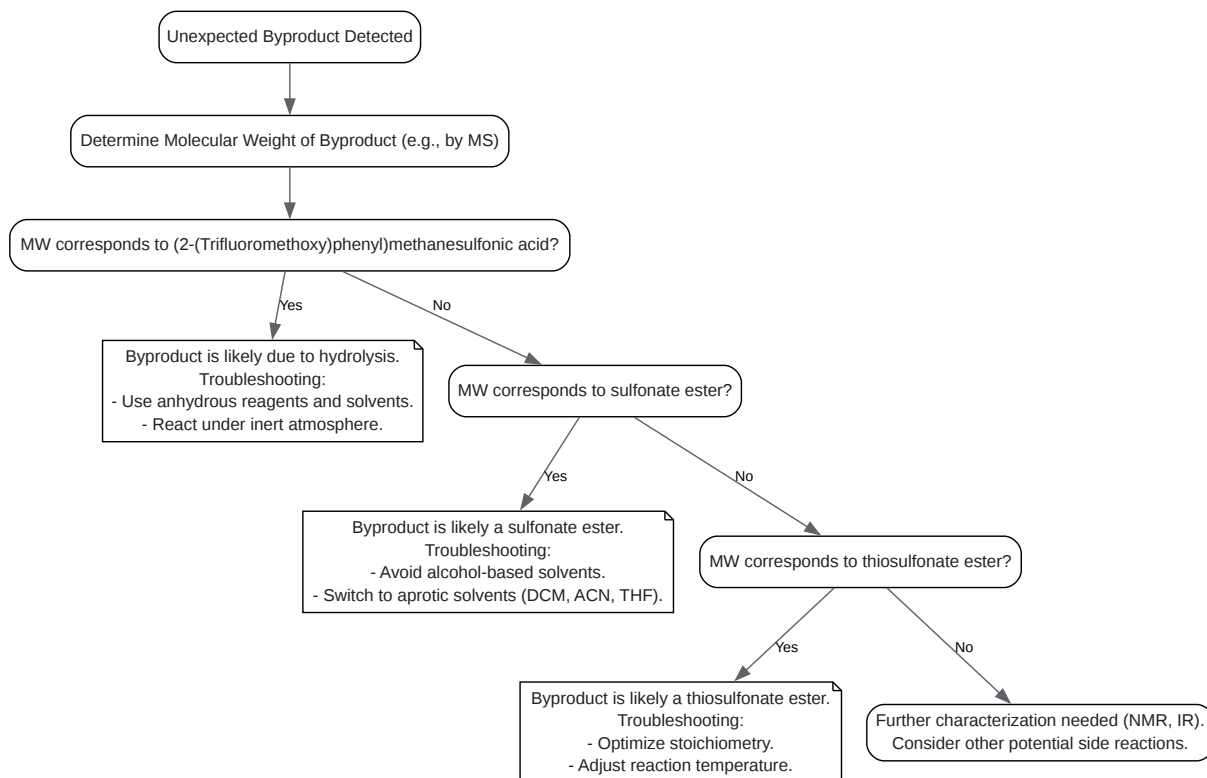 Unexpected Byproduct Detected
Determine Molecular Weight of Byproduct (e.g., by MS)
MW corresponds to (2-(Trifluoromethoxy)phenyl)methanesulfonic acid?
Yes
No
Byproduct is likely due to hydrolysis.
Troubleshooting:
- Use anhydrous reagents and solvents.
- React under inert atmosphere.
MW corresponds to sulfonate ester?
Yes
No
Byproduct is likely a sulfonate ester.
Troubleshooting:
- Avoid alcohol-based solvents.
- Switch to aprotic solvents (DCM, ACN, THF).
MW corresponds to thiosulfonate ester?
Yes
No
Byproduct is likely a thiosulfonate ester.
Troubleshooting:
- Optimize stoichiometry.
- Adjust reaction temperature.
Further characterization needed (NMR, IR).
Consider other potential side reactions.